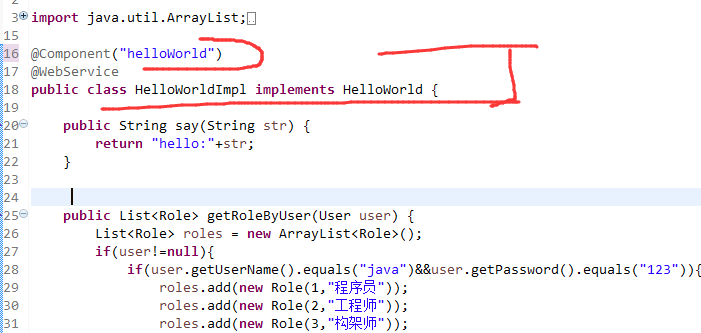 3 import java.util.ArrayList;
15
16 @Component("helloWorld")
17 @WebService
18 public class HelloWorldImpl implements HelloWorld {
19
20 public String say(String str) {
21 return "hello:"+str;
22 }
23
24
25 public List<Role> getRoleByUser(User user) {
26 List<Role> roles = new ArrayList<Role>();
27 if(user!=null){
28 if(user.getUserName().equals("java")&&user.getPassword().equals("123")){
29 roles.add(new Role(1,"程序员"));
30 roles.add(new Role(2,"工程师"));
31 roles.add(new Role(3,"构架师"));